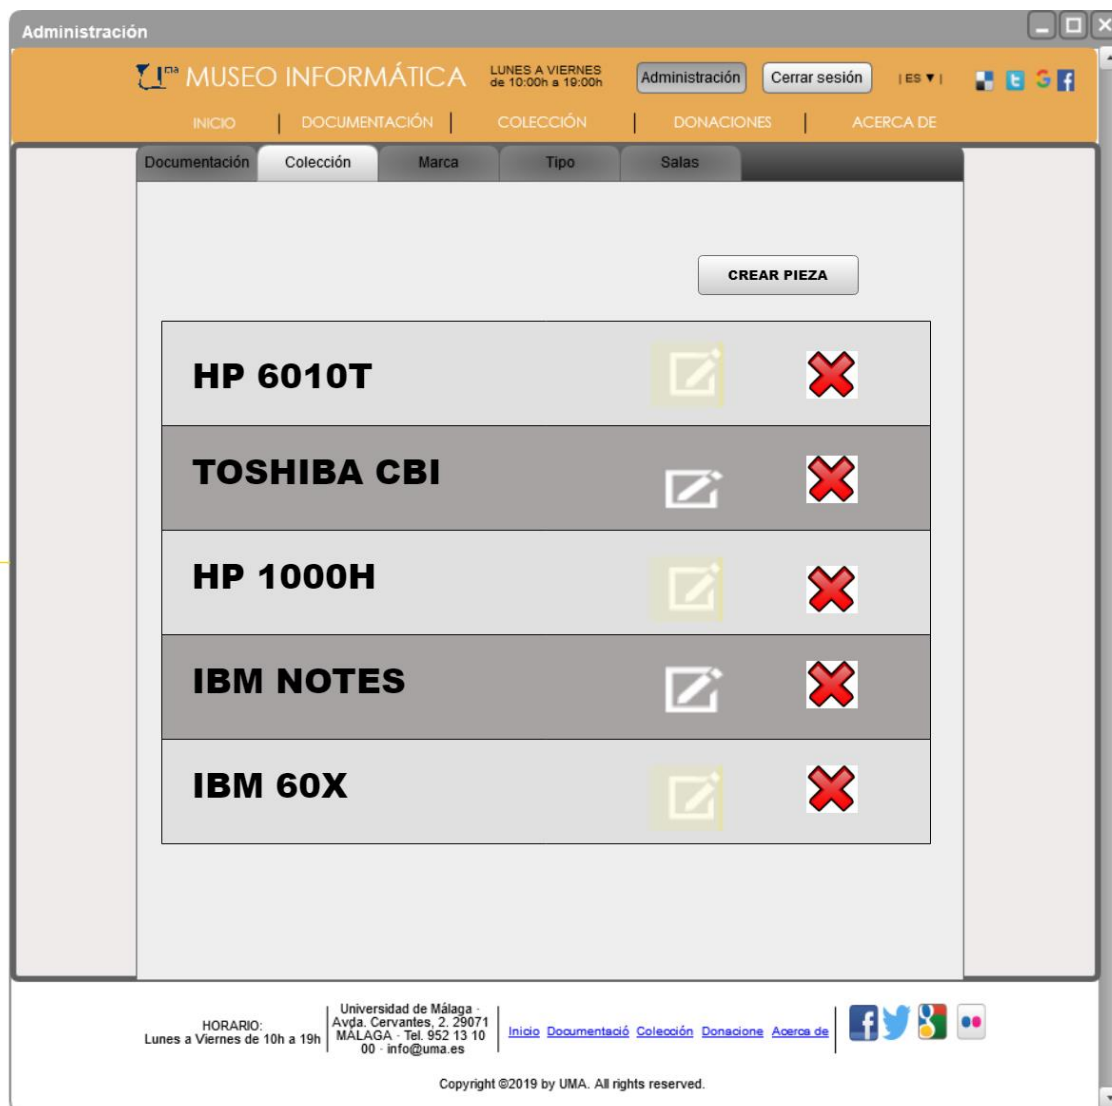 Administración
uma MUSEO INFORMÁTICA
LUNES A VIERNES
de 10:00h a 19:00h
Administración
Cerrar sesión
| ES ▼ |
INICIO | DOCUMENTACIÓN | COLECCIÓN | DONACIONES | ACERCA DE
Documentación Colección Marca Tipo Salas
CREAR PIEZA
HP 6010T
TOSHIBA CBI
HP 1000H
IBM NOTES
IBM 60X
HORARIO:
Lunes a Viernes de 10h a 19h
Universidad de Málaga ·
Avda. Cervantes, 2. 29071
MÁLAGA · Tel. 952 13 10
00 · info@uma.es
Inicio Documentació Colección Donacione Acerca de
Copyright ©2019 by UMA. All rights reserved.